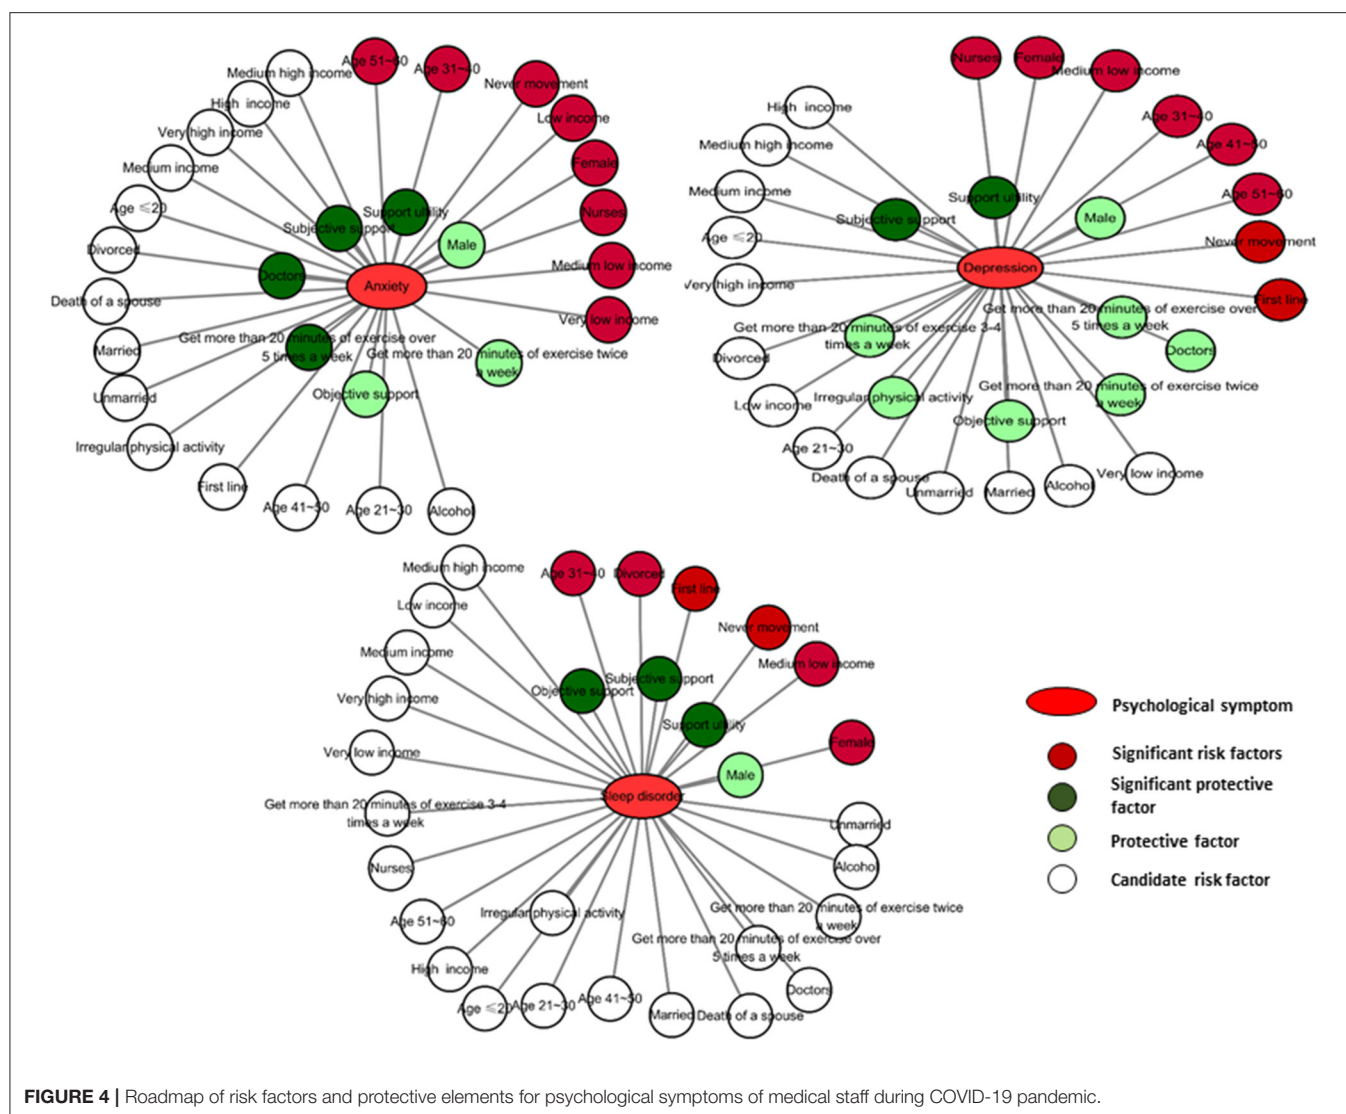 Medium high income
Age 51~60
Age 31~40
High income
Never movement
Very high income
Low income
Medium income
Female
Age ≤20
Support utility
Nurses
Subjective support
Male
Divorced
Doctors
Anxiety
Medium low income
Death of a spouse
Very low income
Married
Get more than 20 minutes of exercise over
5 times a week
Get more than 20 minutes of exercise twice
a week
Unmarried
Objective support
Irregular physical activity
First line
Age 41~50
Age 21~30
Alcohol
Nurses
Female
Medium low income
High income
Age 31~40
Medium high income
Age 41~50
Medium income
Support utility
Age 51~60
Subjective support
Male
Age ≤20
Never movement
Depression
Very high income
First line
Get more than 20 minutes of exercise over
5 times a week
Get more than 20 minutes of exercise 3-4
times a week
Doctors
Divorced
Get more than 20 minutes of exercise twice
a week
Low income
Irregular physical activity
Objective support
Age 21~30
Death of a spouse
Unmarried
Married
Alcohol
Very low income
Medium high income
Age 31~40
Divorced
First line
Low income
Never movement
Medium income
Medium low income
Subjective support
Objective support
Very high income
Support utility
Female
Very low income
Male
Sleep disorder
Get more than 20 minutes of exercise 3-4
times a week
Unmarried
Nurses
Alcohol
Age 51~60
Irregular physical activity
Get more than 20 minutes of exercise twice
a week
Get more than 20 minutes of exercise over
5 times a week
High income
Doctors
Age ≤20
Age 21~30
Age 41~50
Married
Death of a spouse
Psychological symptom
Significant risk factors
Significant protective
factor
Protective factor
Candidate risk factor
FIGURE 4 | Roadmap of risk factors and protective elements for psychological symptoms of medical staff during COVID-19 pandemic.